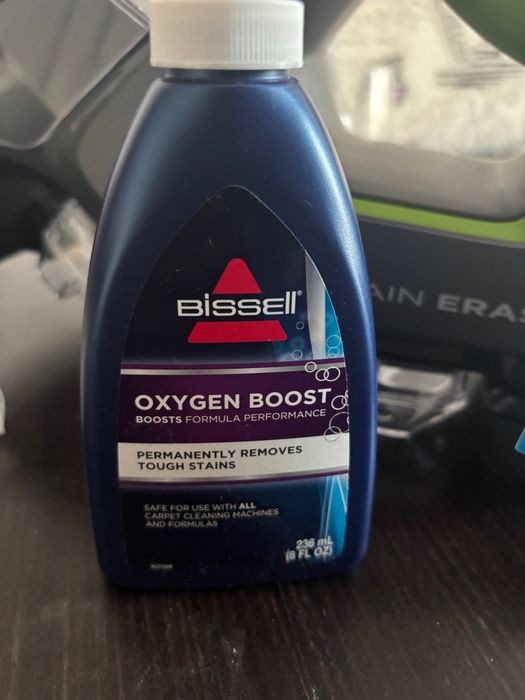 BISSELL®
OXYGEN BOOST
BOOSTS FORMULA PERFORMANCE
PERMANENTLY REMOVES
TOUGH STAINS
SAFE FOR USE WITH ALL
CARPET CLEANING MACHINES
AND FORMULAS
236 mL
(8 FL OZ)
AIN ERAS